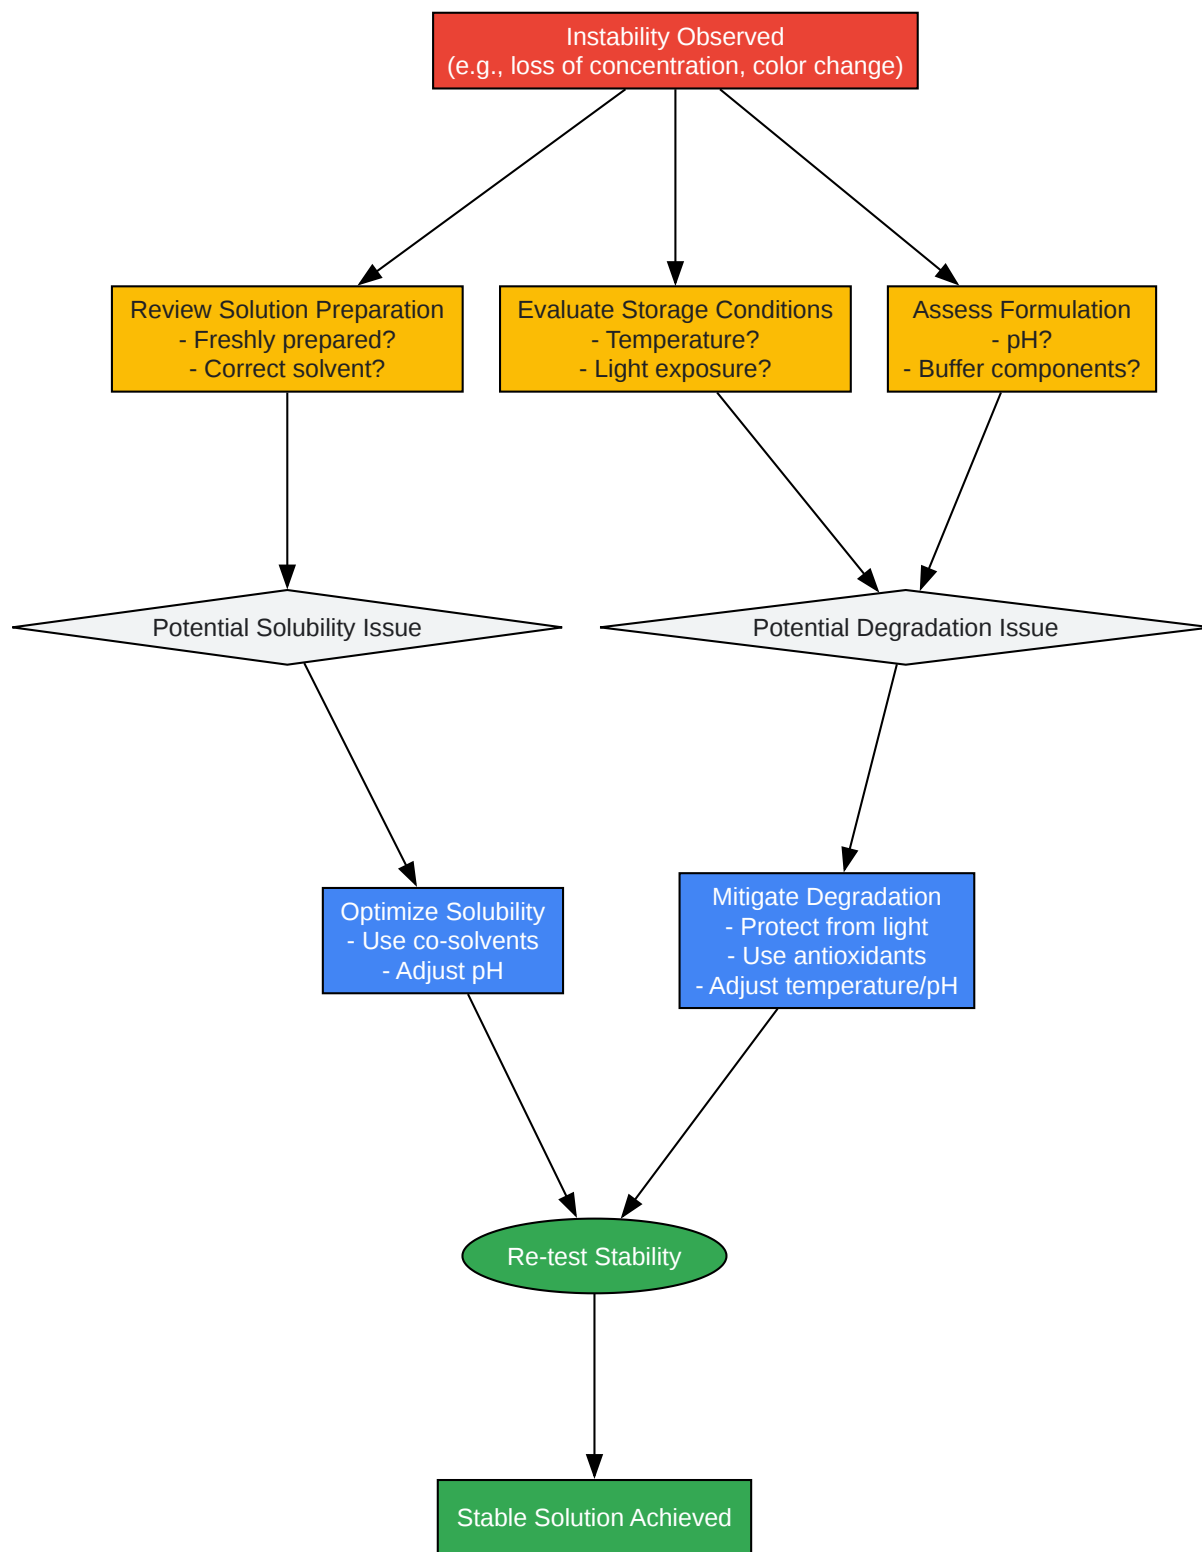 Instability Observed
(e.g., loss of concentration, color change)
Review Solution Preparation
- Freshly prepared?
- Correct solvent?
Evaluate Storage Conditions
- Temperature?
- Light exposure?
Assess Formulation
- pH?
- Buffer components?
Potential Solubility Issue
Potential Degradation Issue
Optimize Solubility
- Use co-solvents
- Adjust pH
Mitigate Degradation
- Protect from light
- Use antioxidants
- Adjust temperature/pH
Re-test Stability
Stable Solution Achieved